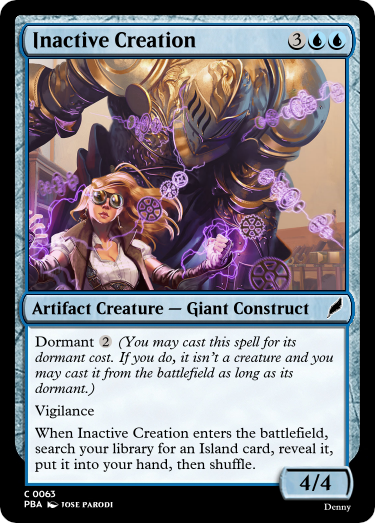 Inactive Creation 3
Artifact Creature — Giant Construct
Dormant 2 (You may cast this spell for its
dormant cost. If you do, it isn't a creature and you
may cast it from the battlefield as long as its
dormant.)
Vigilance
When Inactive Creation enters the battlefield,
search your library for an Island card, reveal it,
put it into your hand, then shuffle.
4/4
C 0063
PBA JOSE PARODI
Denny